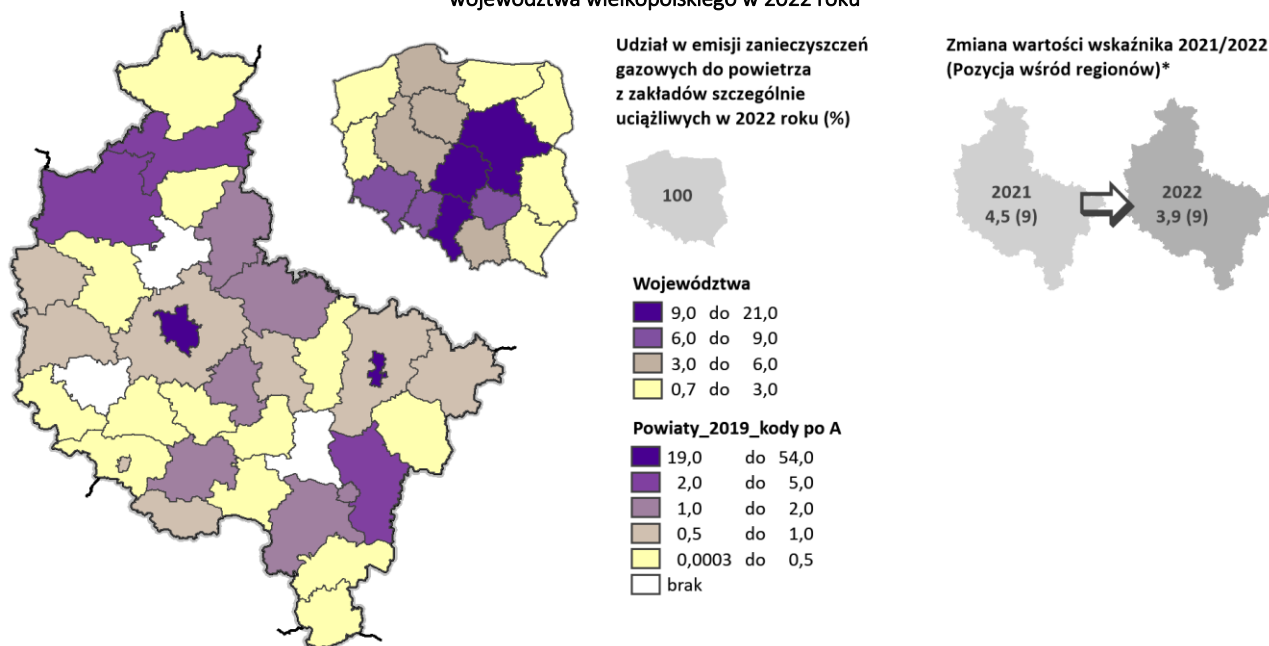 województwa wielkopolskiego w 2022 roku
Udział w emisji zanieczyszczeń
gazowych do powietrza
z zakładów szczególnie
uciążliwych w 2022 roku (%)
100
Zmiana wartości wskaźnika 2021/2022
(Pozycja wśród regionów)*
2021
4,5 (9)
2022
3,9 (9)
Województwa
9,0 do 21,0
6,0 do 9,0
3,0 do 6,0
0,7 do 3,0
Powiaty_2019_kody po A
19,0 do 54,0
2,0 do 5,0
1,0 do 2,0
0,5 do 1,0
0,0003 do 0,5
brak